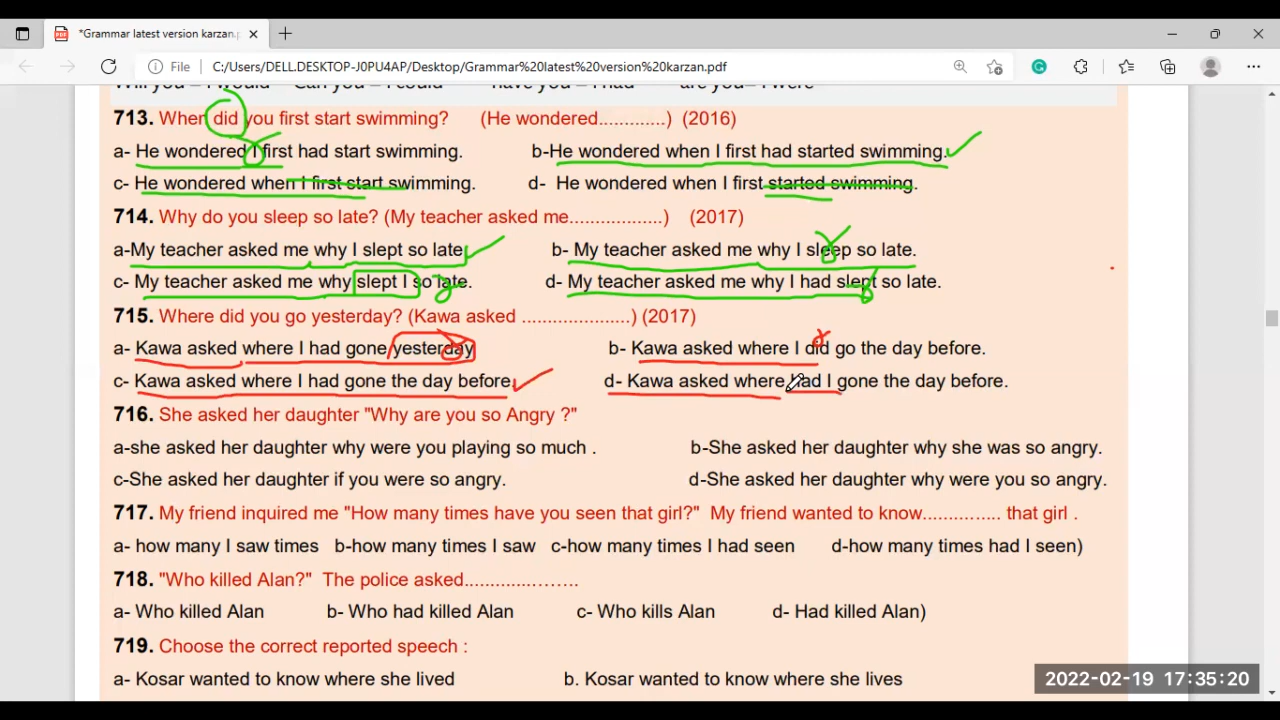 *Grammar latest version karzan.p
File C:/Users/DELL.DESKTOP-J0PU4AP/Desktop/Grammar%20latest%20version%20karzan.pdf
Will you = I would Can you = I could have you = I had are you= I were
713. When did you first start swimming? (He wondered.............) (2016)
a- He wondered I first had start swimming. b-He wondered when I first had started swimming.
c- He wondered when I first start swimming. d- He wondered when I first started swimming.
714. Why do you sleep so late? (My teacher asked me..................) (2017)
a-My teacher asked me why I slept so late. b- My teacher asked me why I sleep so late.
c- My teacher asked me why slept I so late. d- My teacher asked me why I had slept so late.
715. Where did you go yesterday? (Kawa asked .....................) (2017)
a- Kawa asked where I had gone yesterday b- Kawa asked where I did go the day before.
c- Kawa asked where I had gone the day before. d- Kawa asked where had I gone the day before.
716. She asked her daughter "Why are you so Angry ?"
a-she asked her daughter why were you playing so much . b-She asked her daughter why she was so angry.
c-She asked her daughter if you were so angry. d-She asked her daughter why were you so angry.
717. My friend inquired me "How many times have you seen that girl?" My friend wanted to know............... that girl .
a- how many I saw times b-how many times I saw c-how many times I had seen d-how many times had I seen)
718. "Who killed Alan?" The police asked.....................
a- Who killed Alan b- Who had killed Alan c- Who kills Alan d- Had killed Alan)
719. Choose the correct reported speech :
a- Kosar wanted to know where she lived b. Kosar wanted to know where she lives
2022-02-19 17:35:20